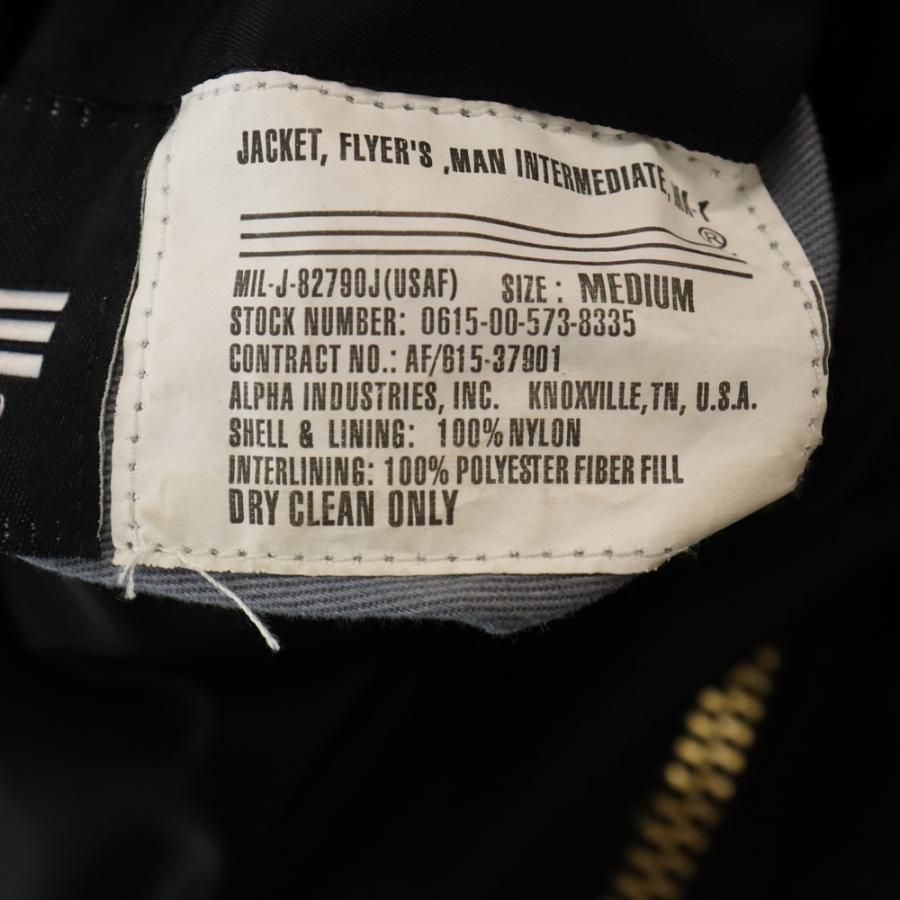 JACKET, FLYER'S ,MAN INTERMEDIATE,
®
MIL-J-82790J(USAF) SIZE: MEDIUM
STOCK NUMBER: 0615-00-573-8335
CONTRACT NO.: AF/615-37901
ALPHA INDUSTRIES, INC. KNOXVILLE,TN, U.S.A.
SHELL & LINING: 100% NYLON
INTERLINING: 100% POLYESTER FIBER FILL
DRY CLEAN ONLY